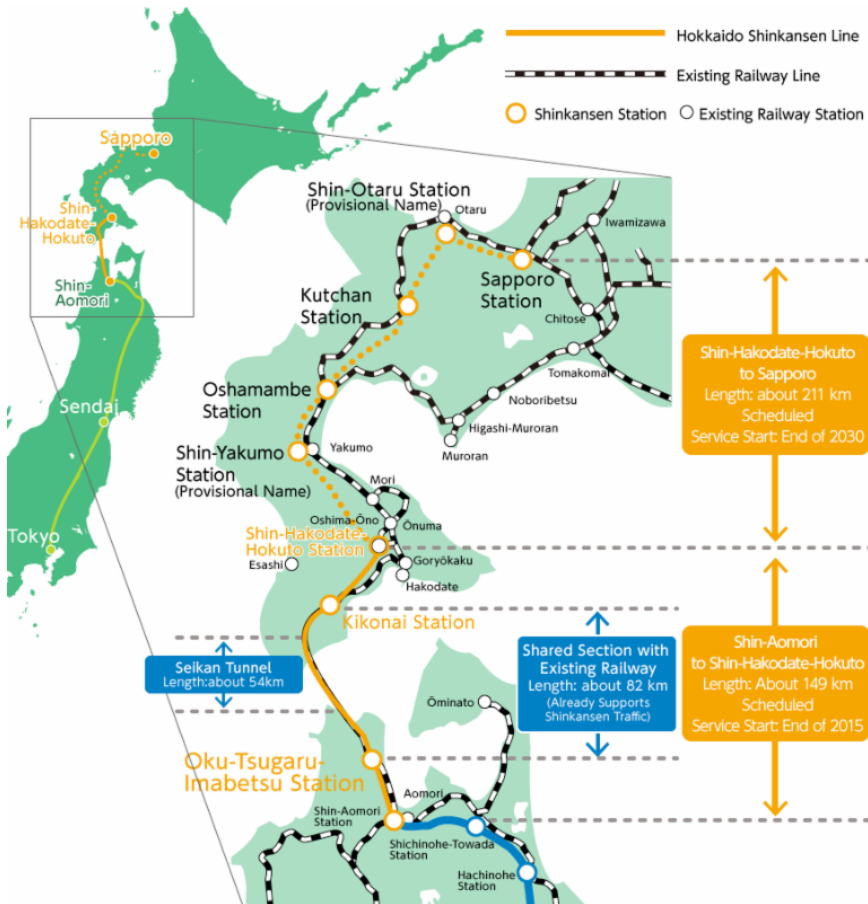 Hokkaido Shinkansen Line
Existing Railway Line
Shinkansen Station
Existing Railway Station
Sapporo
Shin-
Hakodate-
Hokuto
Shin-
Aomori
Sendai
Tokyo
Shin-Otaru Station
(Provisional Name)
Otaru
Iwamizawa
Sapporo
Station
Kutchan
Station
Chitose
Tomakomai
Oshamambe
Station
Noboribetsu
Higashi-Muroran
Muroran
Shin-Yakumo
Station
(Provisional Name)
Yakumo
Mori
Oshima-Ōno
Ōnuma
Shin-Hakodate-
Hokuto Station
Esashi
Goryōkaku
Hakodate
Kikonai Station
Seikan Tunnel
Length:about 54km
Shared Section with
Existing Railway
Length: about 82 km
(Already Supports
Shinkansen Traffic)
Shin-Hakodate-Hokuto
to Sapporo
Length: about 211 km
Scheduled
Service Start: End of 2030
Shin-Aomori
to Shin-Hakodate-Hokuto
Length: About 149 km
Scheduled
Service Start: End of 2015
Ōminato
Oku-Tsugaru-
Imabetsu Station
Aomori
Shin-Aomori
Station
Shichinohe-Towada
Station
Hachinohe
Station